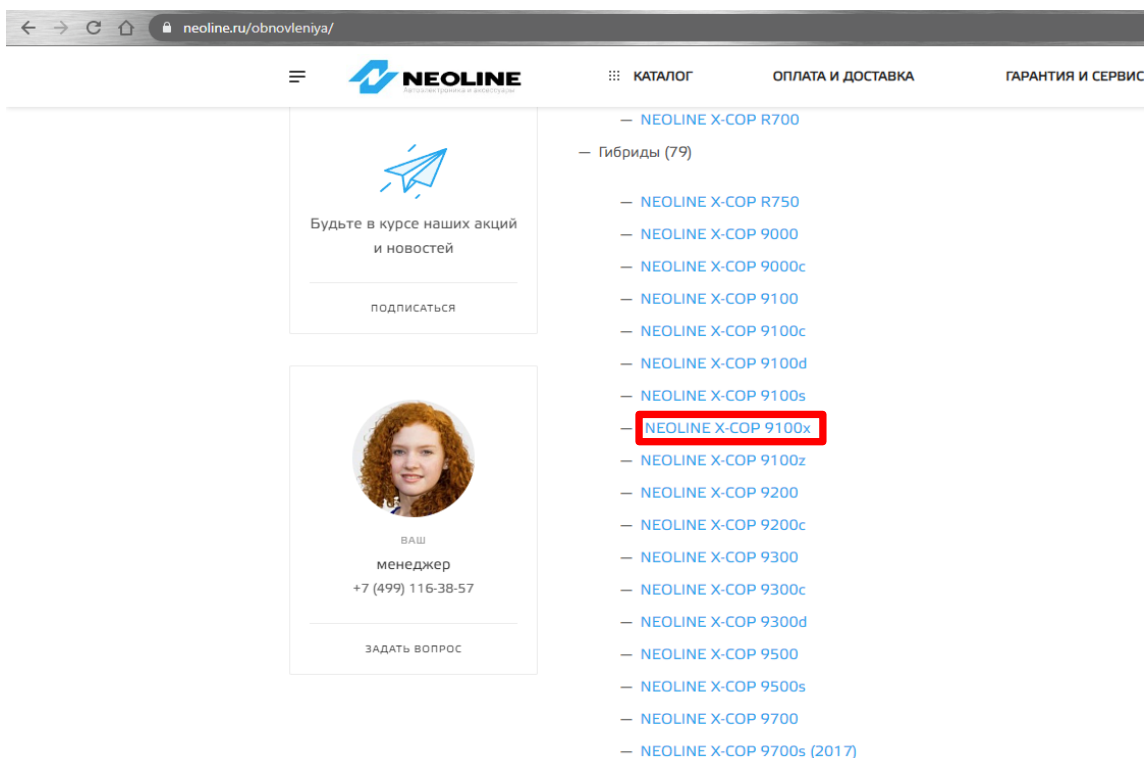 neoline.ru/obnovleniya/
NEOLINE
Автоэлектроника и аксессуары
КАТАЛОГ
ОПЛАТА И ДОСТАВКА
ГАРАНТИЯ И СЕРВИС
Будьте в курсе наших акций
и новостей
ПОДПИСАТЬСЯ
ВАШ
менеджер
+7 (499) 116-38-57
ЗАДАТЬ ВОПРОС
— NEOLINE X-COP R700
— Гибриды (79)
— NEOLINE X-COP R750
— NEOLINE X-COP 9000
— NEOLINE X-COP 9000c
— NEOLINE X-COP 9100
— NEOLINE X-COP 9100c
— NEOLINE X-COP 9100d
— NEOLINE X-COP 9100s
— NEOLINE X-COP 9100x
— NEOLINE X-COP 9100z
— NEOLINE X-COP 9200
— NEOLINE X-COP 9200c
— NEOLINE X-COP 9300
— NEOLINE X-COP 9300c
— NEOLINE X-COP 9300d
— NEOLINE X-COP 9500
— NEOLINE X-COP 9500s
— NEOLINE X-COP 9700
— NEOLINE X-COP 9700s (2017)